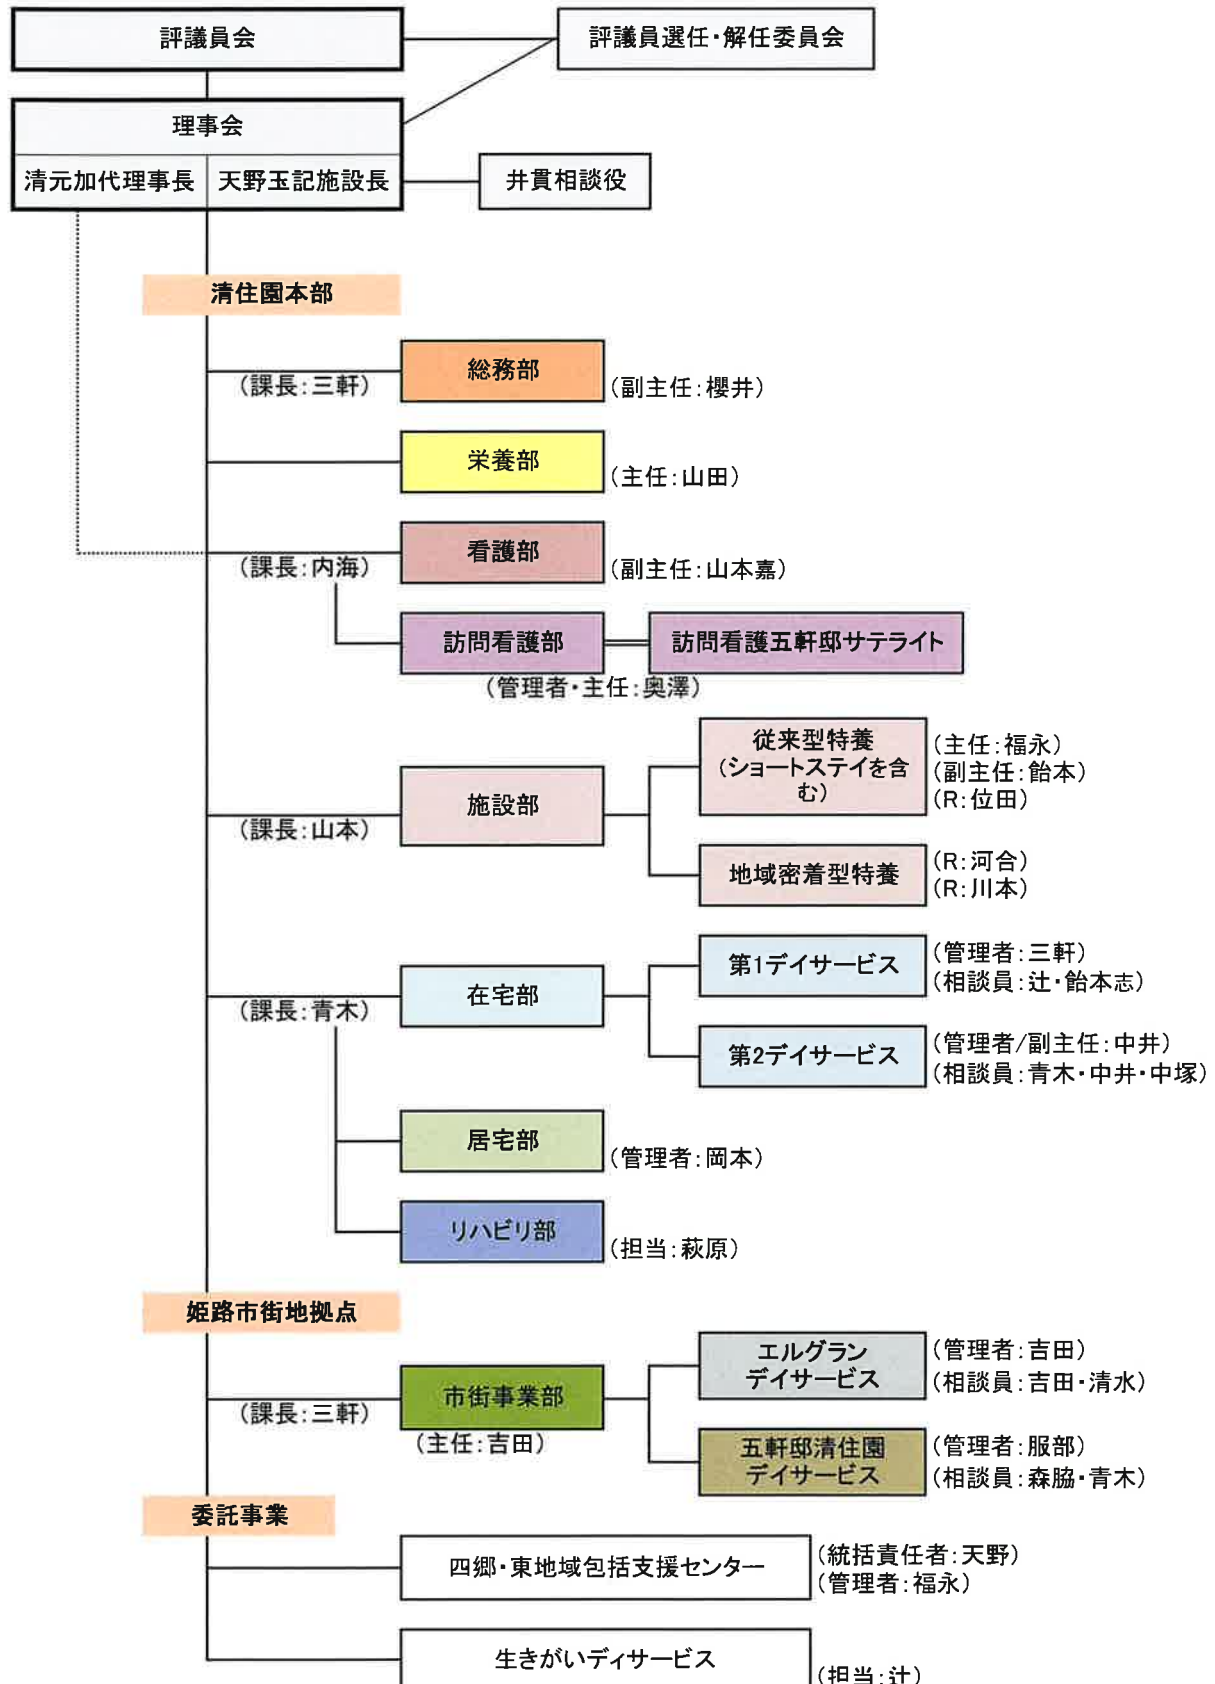 評議員会
評議員選任・解任委員会
理事会
清元加代理事長
天野玉記施設長
井貫相談役
清住園本部
総務部
(課長:三軒)
(副主任:櫻井)
栄養部
(主任:山田)
看護部
(課長:内海)
(副主任:山本嘉)
訪問看護部
訪問看護五軒邸サテライト
(管理者・主任:奥澤)
従来型特養
(ショートステイを含
む)
(主任:福永)
(副主任:飴本)
(R:位田)
施設部
(課長:山本)
地域密着型特養
(R:河合)
(R:川本)
第1デイサービス
(管理者:三軒)
(相談員:辻・飴本志)
在宅部
(課長:青木)
第2デイサービス
(管理者/副主任:中井)
(相談員:青木・中井・中塚)
居宅部
(管理者:岡本)
リハビリ部
(担当:萩原)
姫路市街地拠点
エルグラン
デイサービス
(管理者:吉田)
(相談員:吉田・清水)
市街事業部
(課長:三軒)
(主任:吉田)
五軒邸清住園
デイサービス
(管理者:服部)
(相談員:森脇・青木)
委託事業
四郷・東地域包括支援センター
(統括責任者:天野)
(管理者:福永)
生きがいディサービス
(担当:辻)